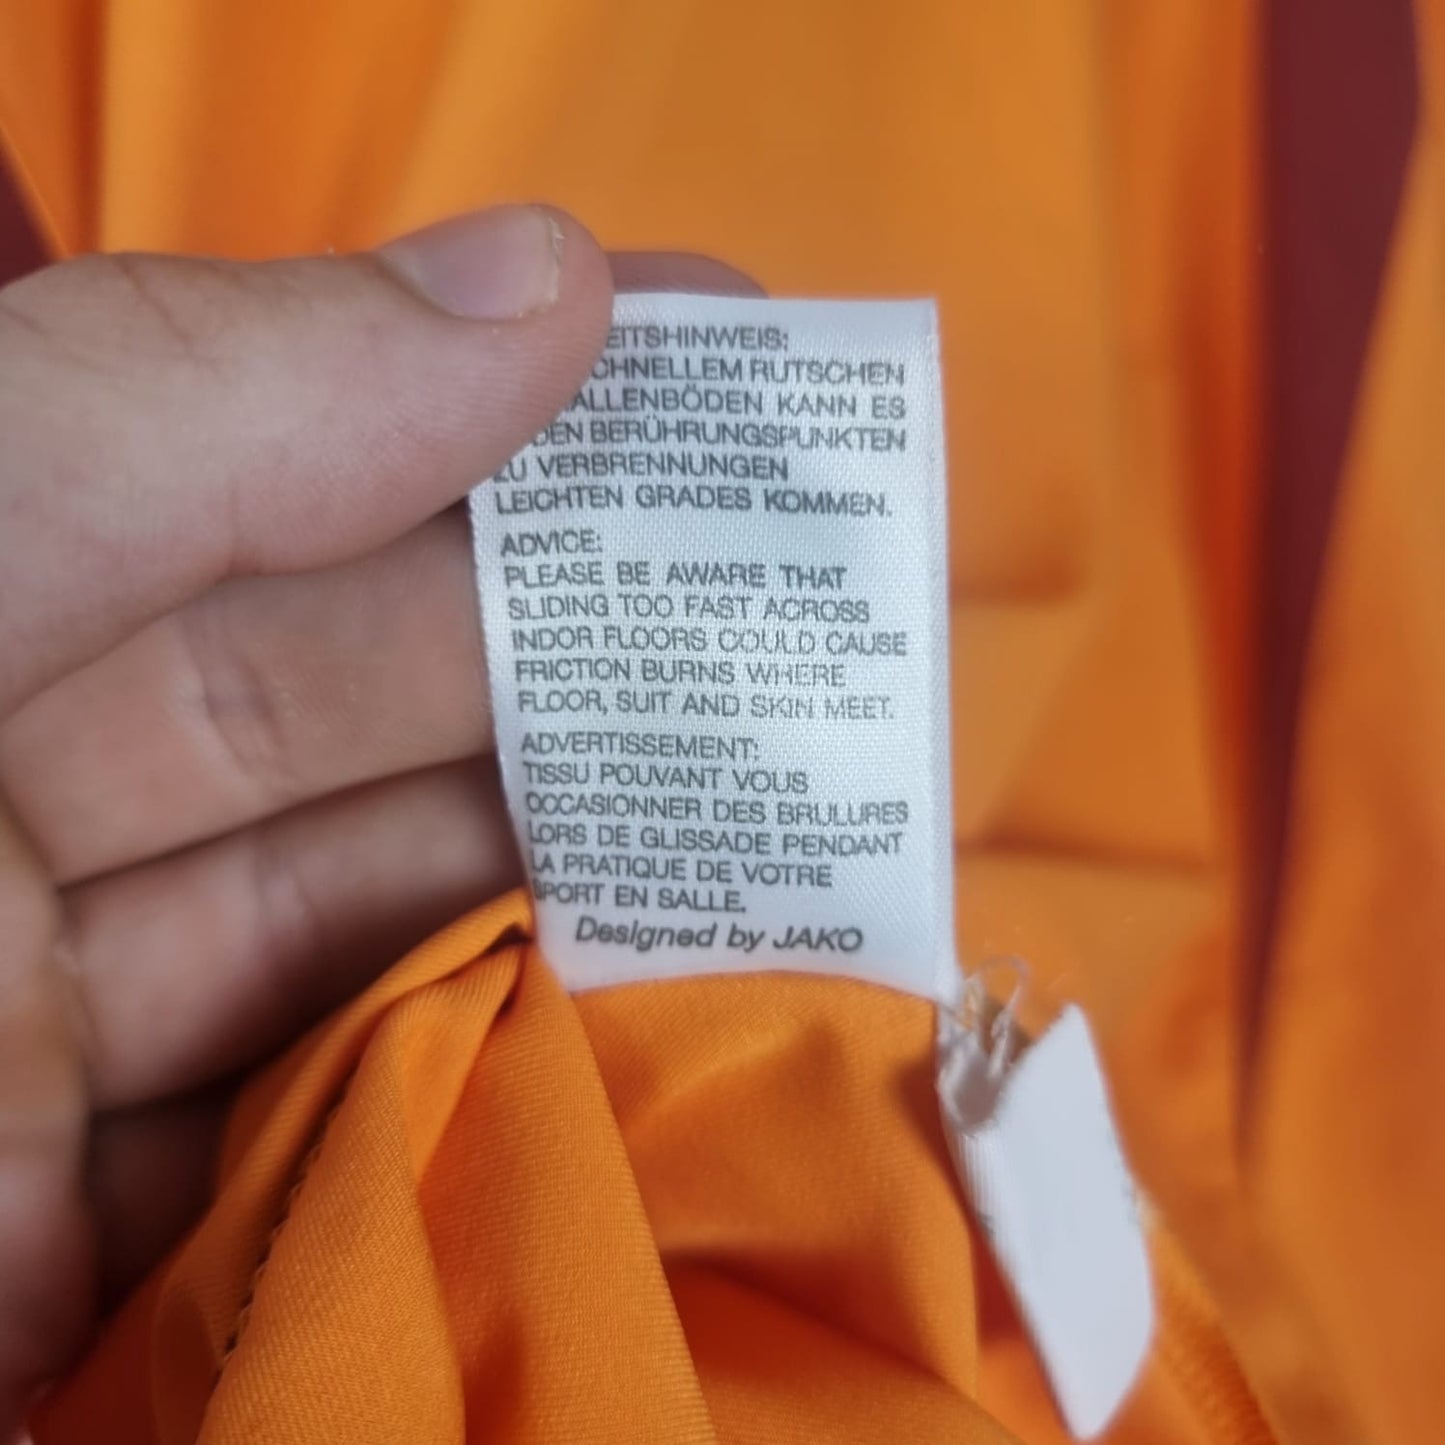 EITSHINWEIS:
CHNELLEM RUTSCHEN
ALLENBÖDEN KANN ES
DEN BERÜHRUNGSPUNKTEN
ZU VERBRENNUNGEN
LEICHTEN GRADES KOMMEN.
ADVICE:
PLEASE BE AWARE THAT
SLIDING TOO FAST ACROSS
INDOR FLOORS COULD CAUSE
FRICTION BURNS WHERE
FLOOR, SUIT AND SKIN MEET.
ADVERTISSEMENT:
TISSU POUVANT VOUS
OCCASIONNER DES BRULURES
LORS DE GLISSADE PENDANT
LA PRATIQUE DE VOTRE
SPORT EN SALLE.
Designed by JAKO